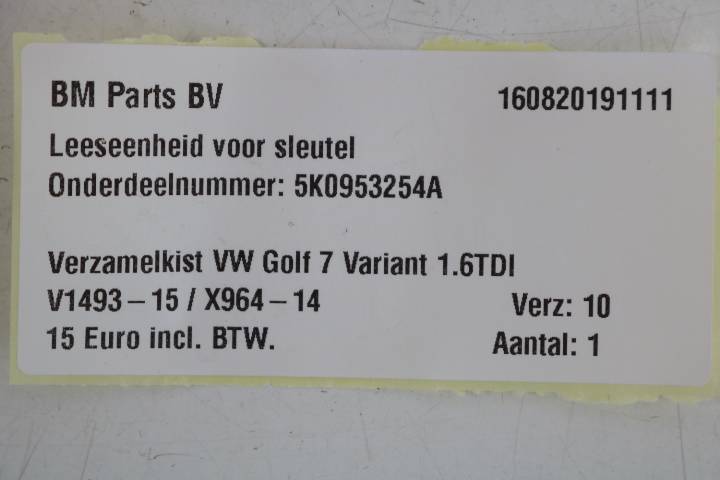 BM Parts BV 160820191111
Leeseenheid voor sleutel
Onderdeelnummer: 5K0953254A
Verzamelkist VW Golf 7 Variant 1.6TDI
V1493-15 / X964-14 Verz: 10
15 Euro incl. BTW. Aantal: 1